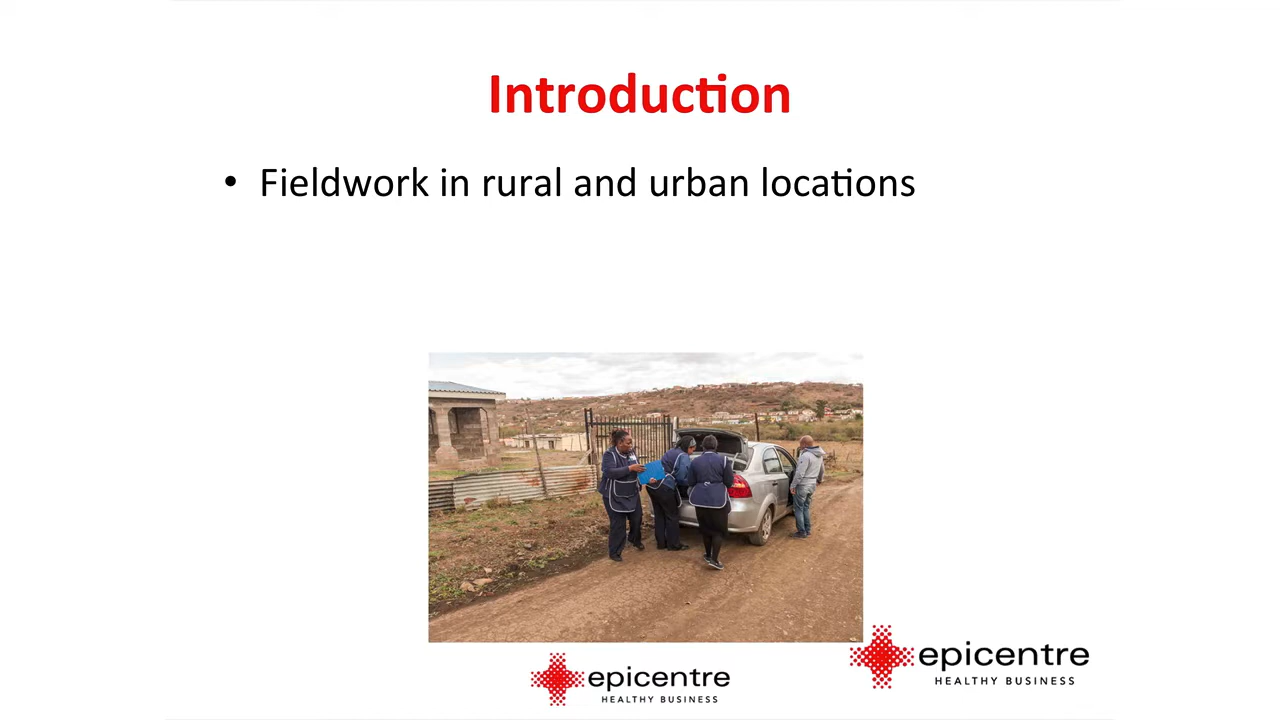 Introduction
• Fieldwork in rural and urban locations
epicentre
HEALTHY BUSINESS
epicentre
HEALTHY BUSINESS